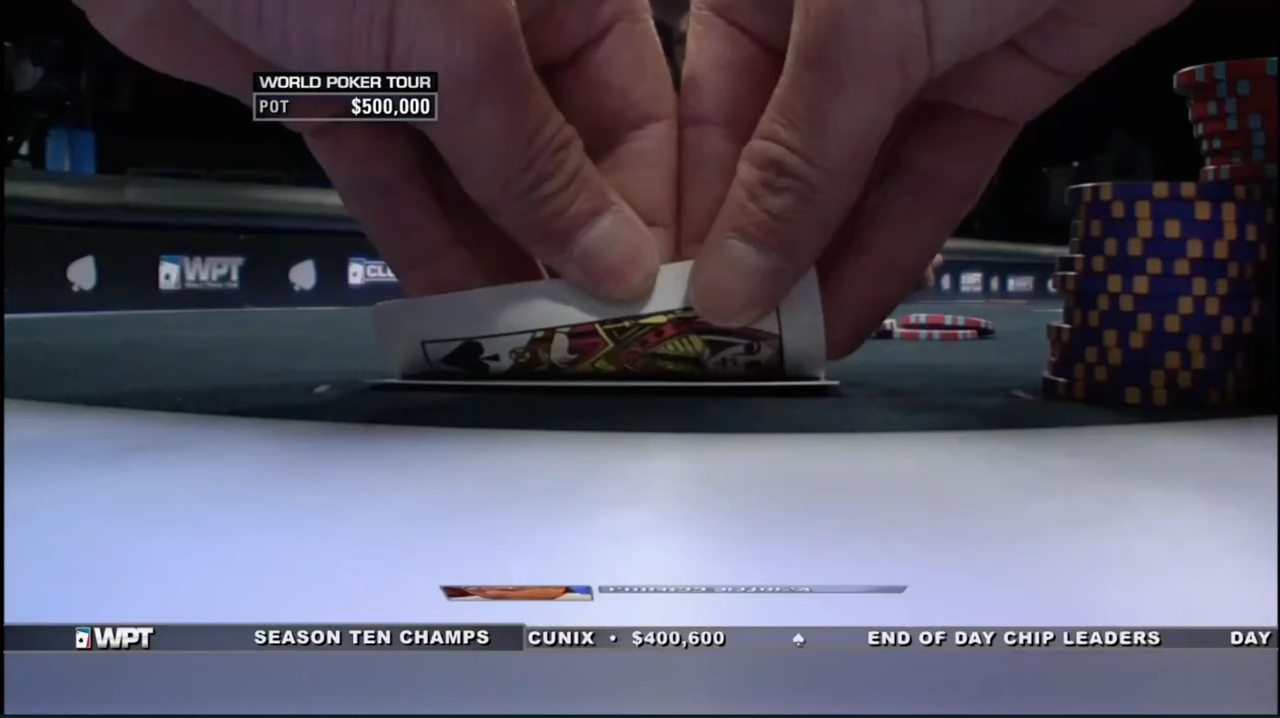 WORLD POKER TOUR
POT $500,000
WPT
CLU
WPT SEASON TEN CHAMPS CUNIX • $400,600 ♠ END OF DAY CHIP LEADERS DAY